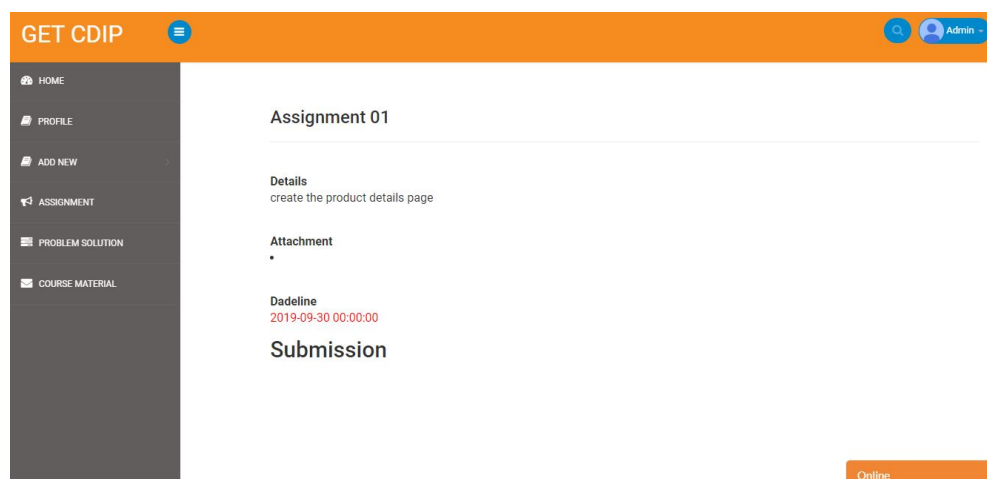 GET CDIP
Admin
HOME
PROFILE
ADD NEW
ASSIGNMENT
PROBLEM SOLUTION
COURSE MATERIAL
Assignment 01
Details
create the product details page
Attachment
Dadeline
2019-09-30 00:00:00
Submission
Online